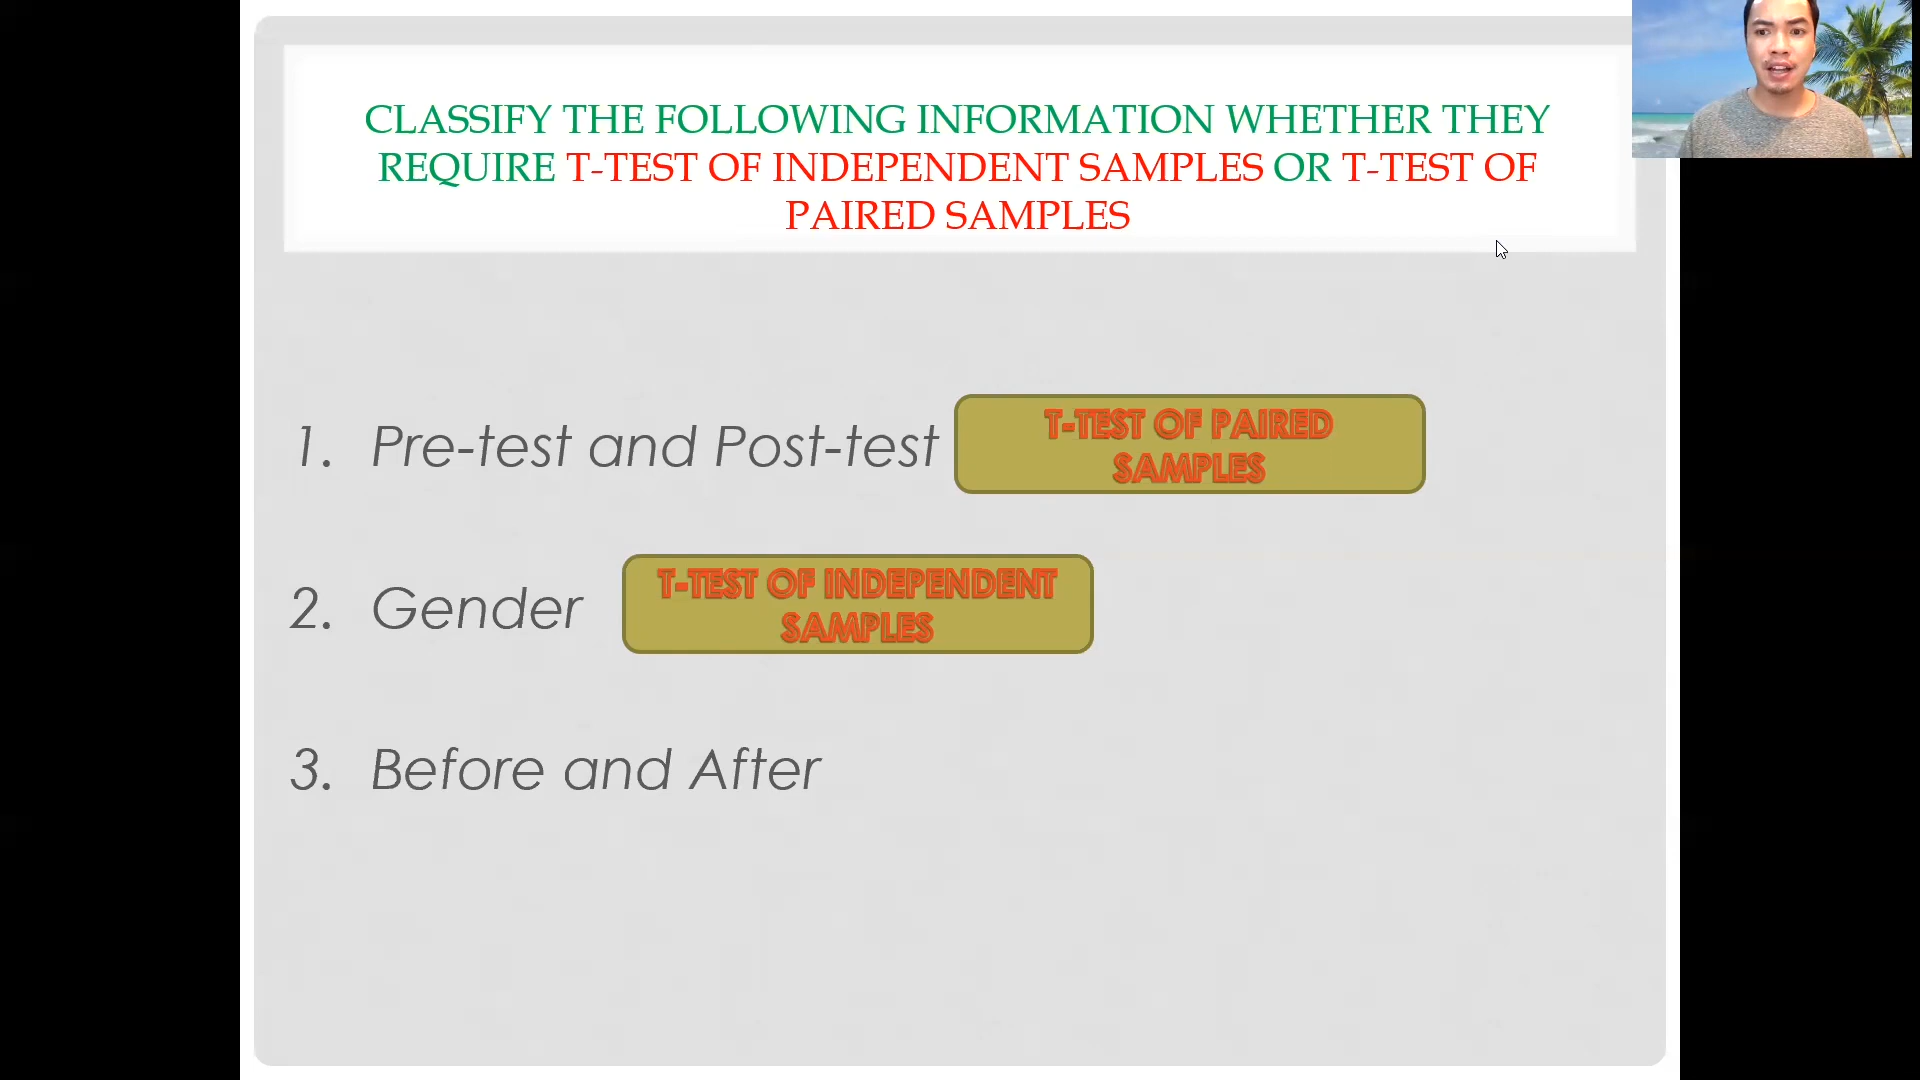 CLASSIFY THE FOLLOWING INFORMATION WHETHER THEY
REQUIRE T-TEST OF INDEPENDENT SAMPLES OR T-TEST OF
PAIRED SAMPLES
1. Pre-test and Post-test
T-TEST OF PAIRED
SAMPLES
2. Gender
T-TEST OF INDEPENDENT
SAMPLES
3. Before and After